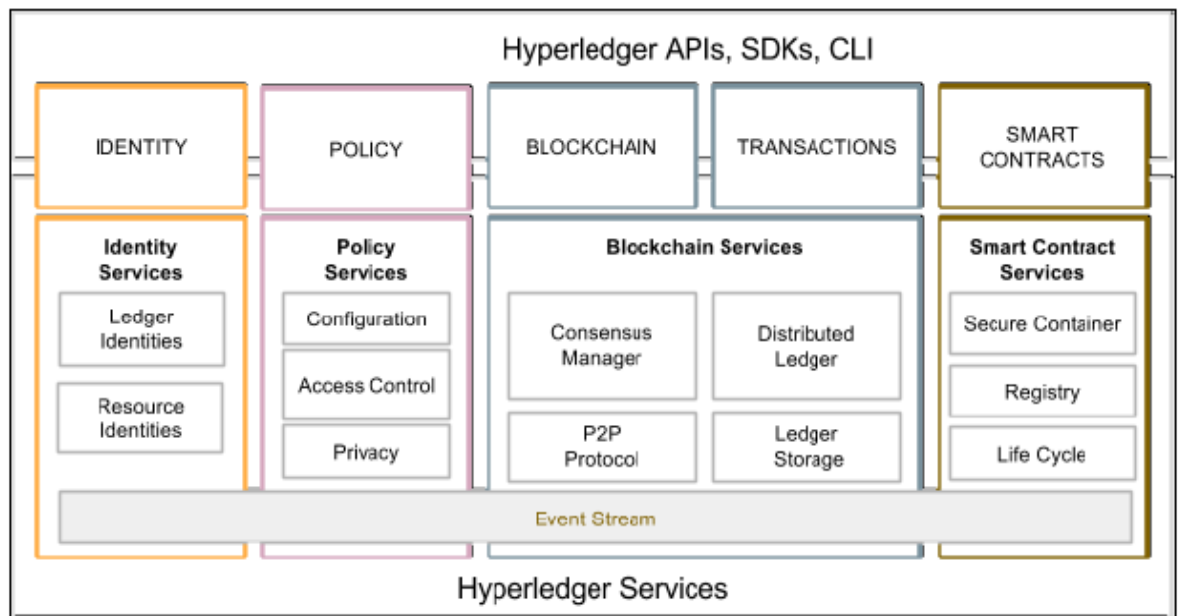 Hyperledger APIs, SDKs, CLI
IDENTITY
POLICY
BLOCKCHAIN
TRANSACTIONS
SMART
CONTRACTS
Identity
Services
Ledger
Identities
Resource
Identities
Policy
Services
Configuration
Access Control
Privacy
Blockchain Services
Consensus
Manager
Distributed
Ledger
P2P
Protocol
Ledger
Storage
Smart Contract
Services
Secure Container
Registry
Life Cycle
Event Stream
Hyperledger Services